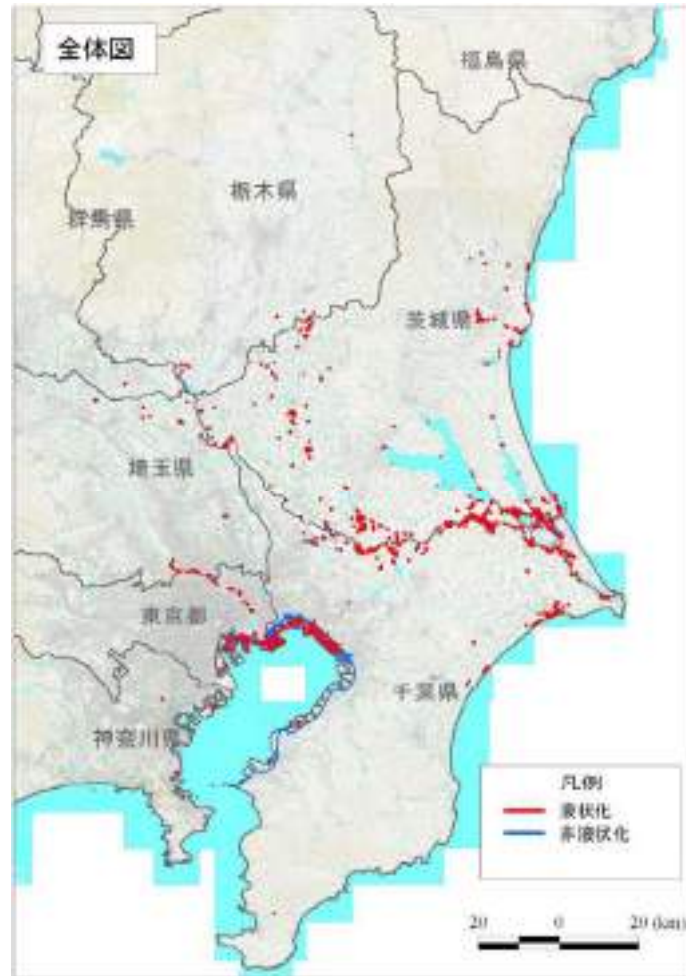 全体図
福島県
栃木県
群馬県
茨城県
埼玉県
東京都
千葉県
神奈川県
凡例
液状化
非液状化
20 0 20 (km)